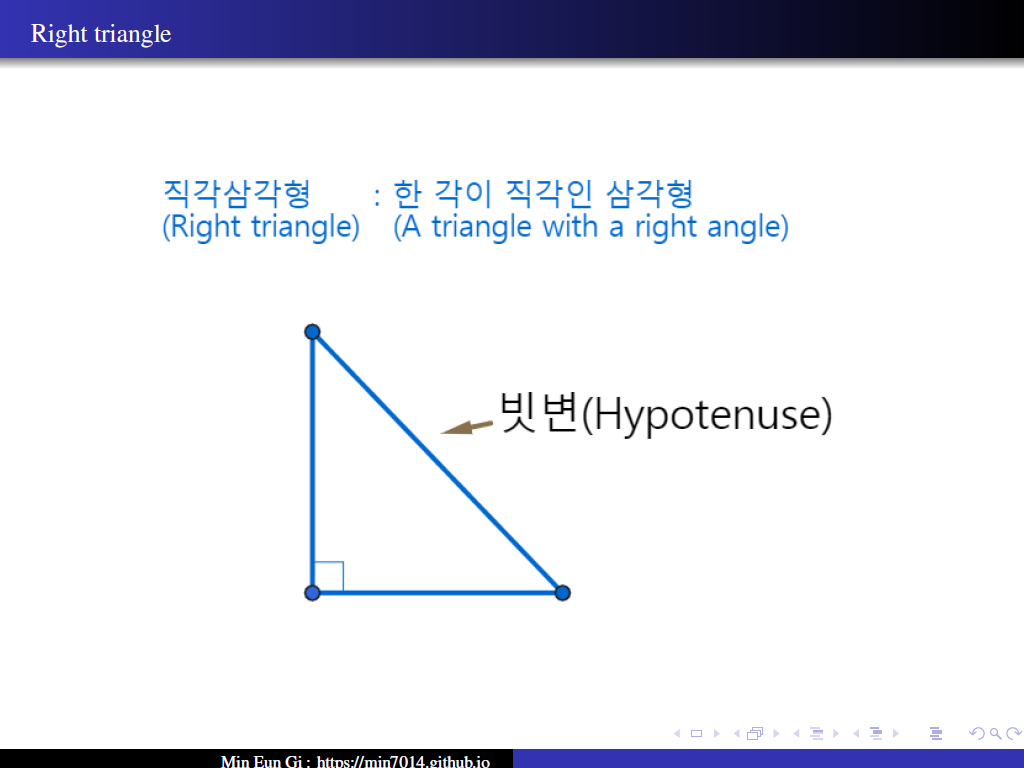 Right triangle
직각삼각형 : 한 각이 직각인 삼각형
(Right triangle) (A triangle with a right angle)
빗변(Hypotenuse)
Min Eun Gi : https://min7014.github.io